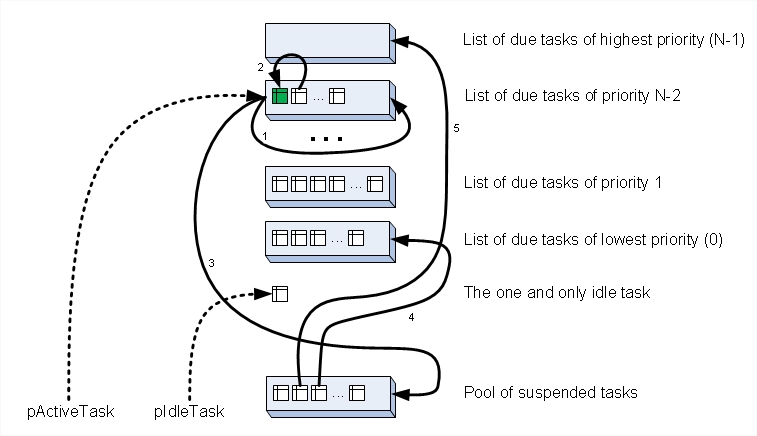 List of due tasks of highest priority (N-1)
2
...
List of due tasks of priority N-2
1
...
5
...
List of due tasks of priority 1
...
List of due tasks of lowest priority (0)
3
The one and only idle task
4
...
Pool of suspended tasks
pActiveTask
pIdleTask